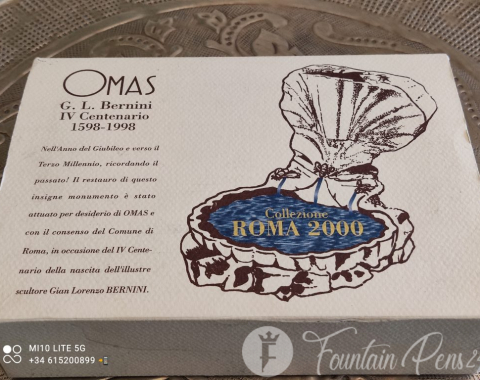 OMAS
G. L. Bernini
IV Centenario
1598-1998
Nell'Anno del Giubileo e verso il
Terzo Millennio, ricordando il
passato! Il restauro di questo
insigne monumento è stato
attuato per desiderio di OMAS e
con il consenso del Comune di
Roma, in occasione del IV Cente-
nario della nascita dell'illustre
scultore Gian Lorenzo BERNINI.
Collezione
ROMA 2000
MI10 LITE 5G
+34 615200899
F
Fountain Pens24